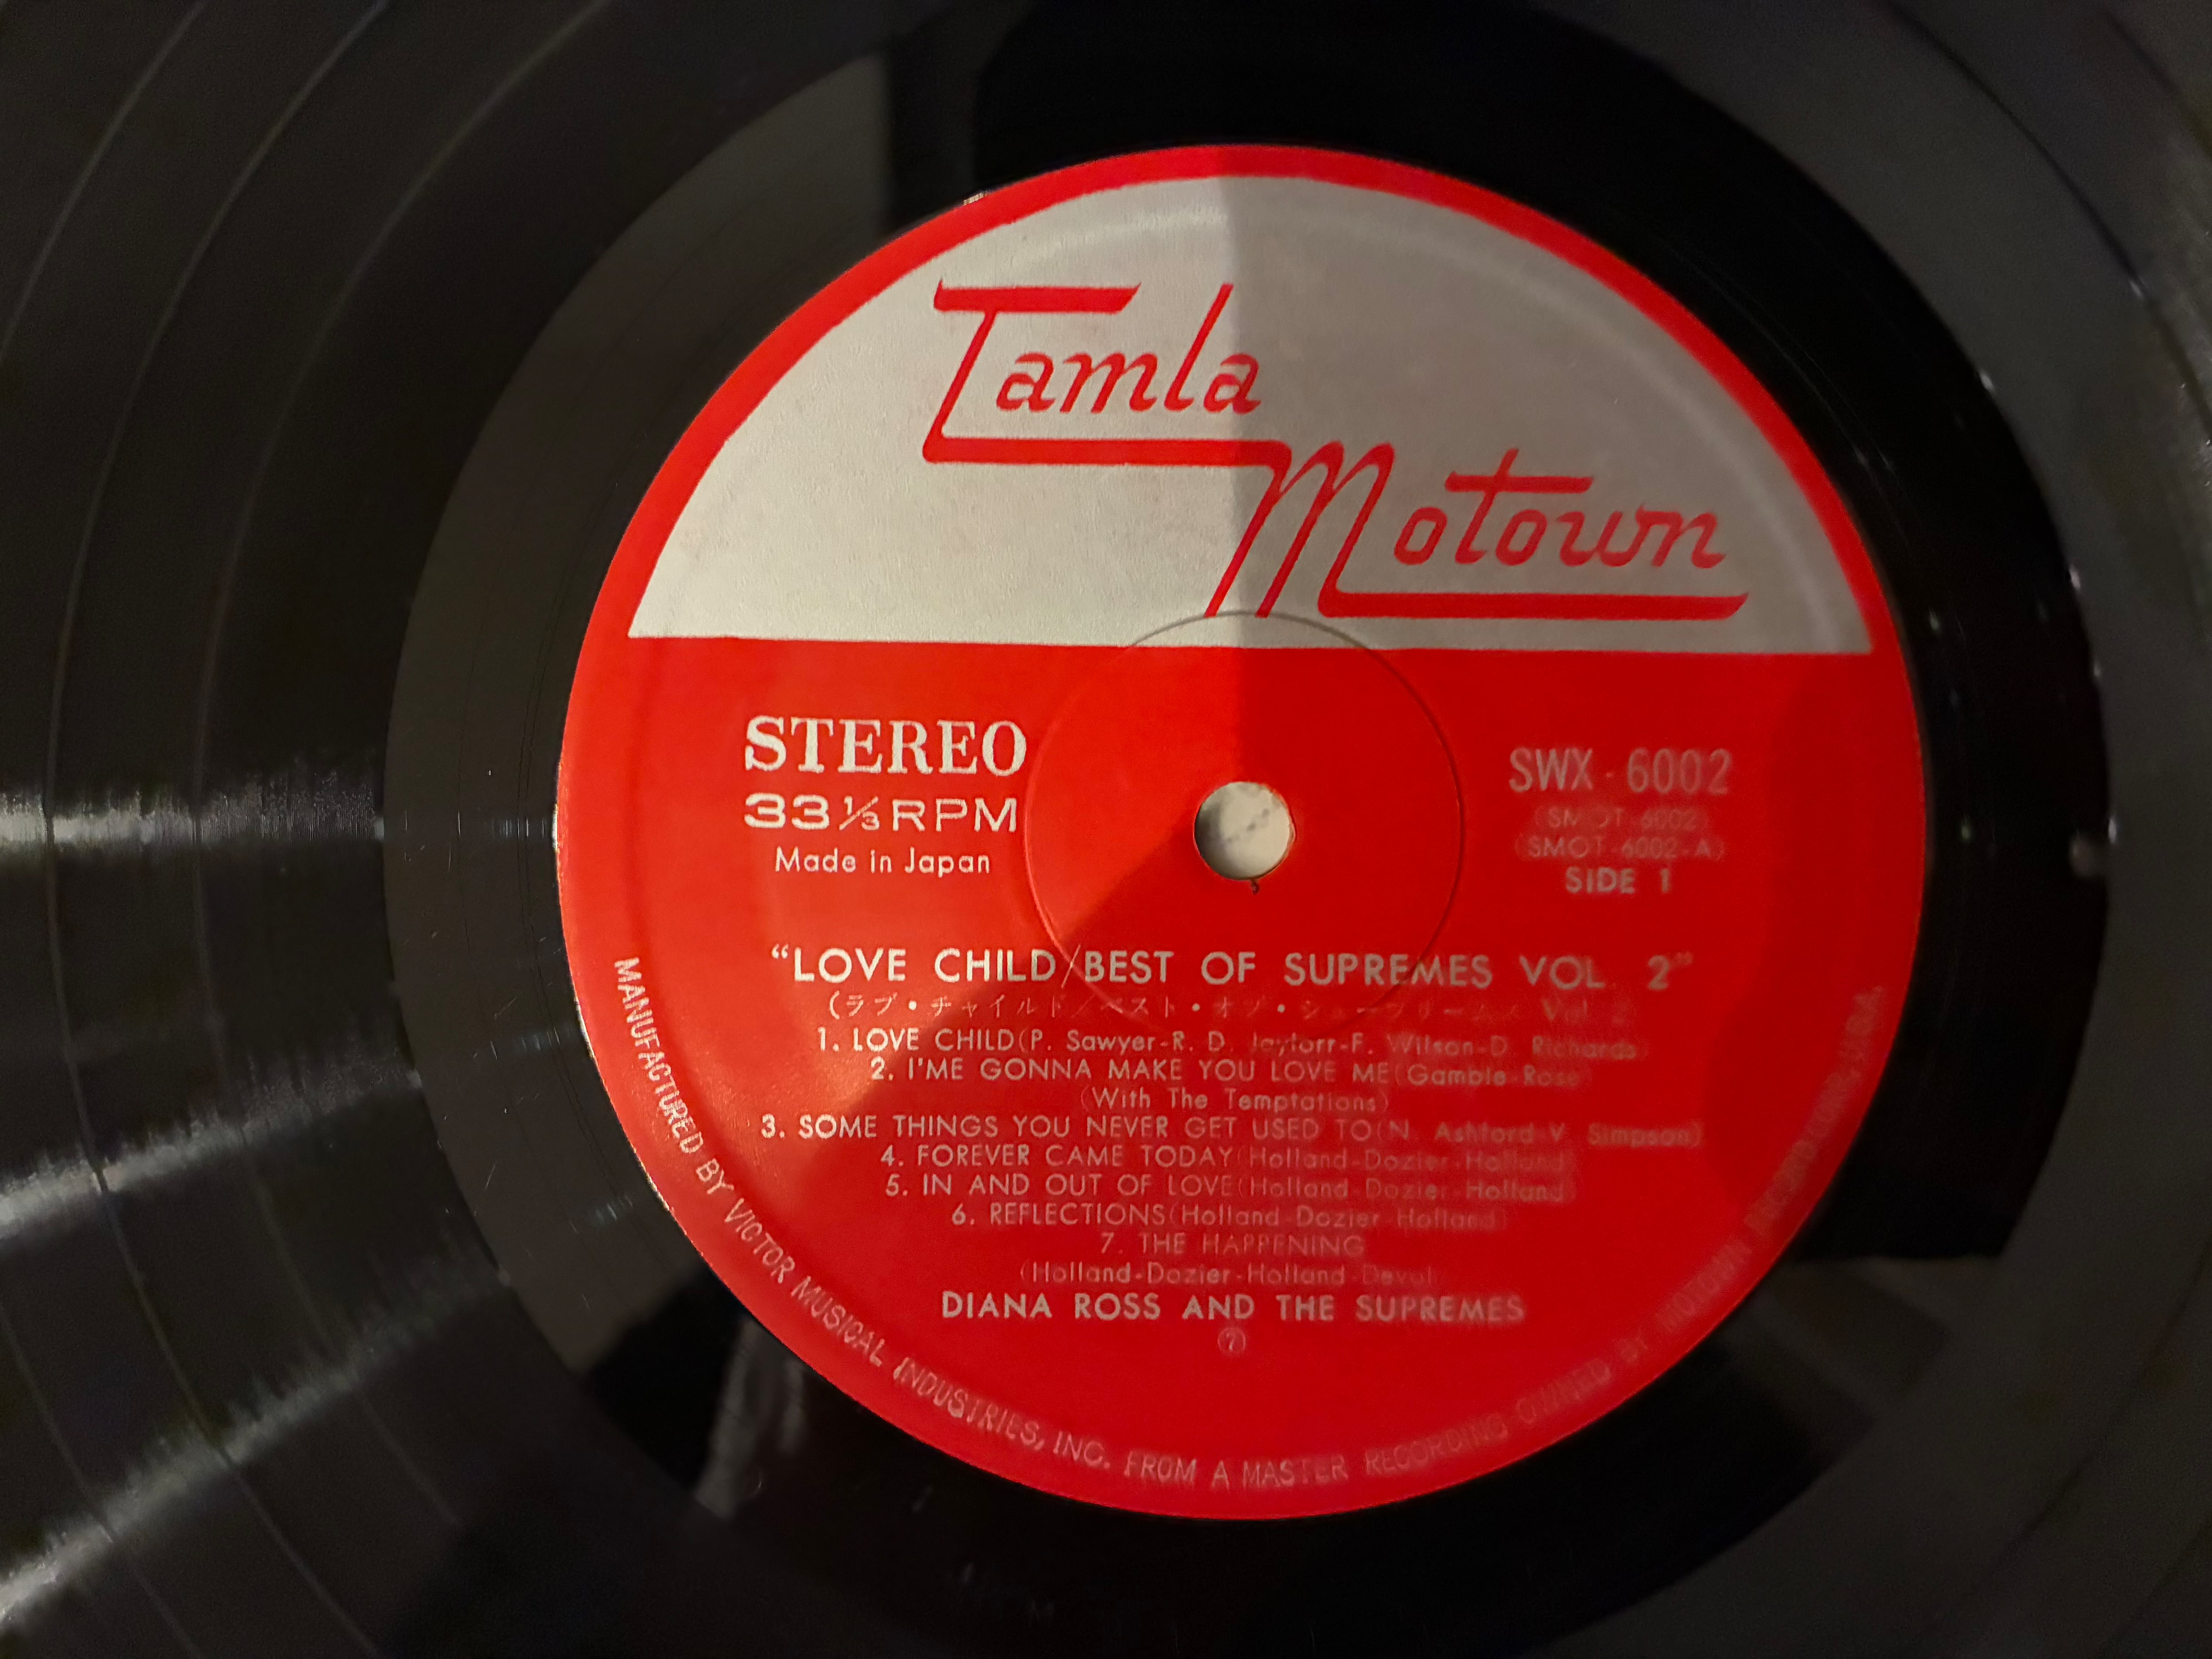 Tamla
Motown
STEREO
33⅓ RPM
Made in Japan
SWX-6002
(SMOT-6002)
(SMOT-6002-A)
SIDE 1
“LOVE CHILD/BEST OF SUPREMES VOL. 2”
(ラブ・チャイルド/ベスト・オブ・シュープリームス Vol. 2
1. LOVE CHILD(P. Sawyer-R. D. -F. Wilson-D. Richards)
2. I'ME GONNA MAKE YOU LOVE ME(Gamble-Rose)
(With The Temptations)
3. SOME THINGS YOU NEVER GET USED TO(N. Ashford-V. Simpson)
4. FOREVER CAME TODAY(Holland-Dozier-Holland)
5. IN AND OUT OF LOVE(Holland-Dozier-Holland)
6. REFLECTIONS(Holland-Dozier-Holland)
7. THE HAPPENING
(Holland-Dozier-Holland-Deval)
DIANA ROSS AND THE SUPREMES
⑦
MANUFACTURED BY VICTOR MUSICAL INDUSTRIES, INC. FROM A MASTER RECORDING OWNED BY MOTOWN RECORD CORP., USA.